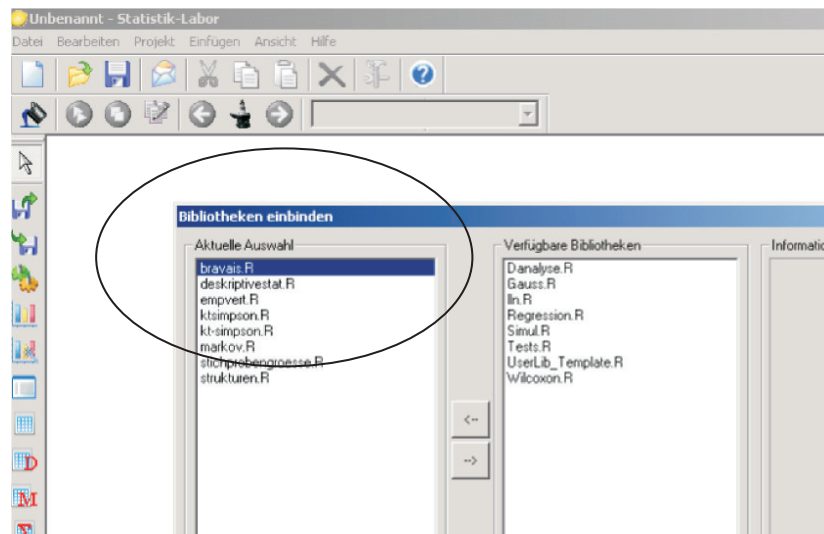 Unbenannt - Statistik-Labor
Datei Bearbeiten Projekt Einfügen Ansicht Hilfe
Bibliotheken einbinden
Aktuelle Auswahl
bravais.R
deskriptivestat.R
empvert.R
ktsimpson.R
kt-simpson.R
markov.R
stichprobengroesse.R
strukturen.R
<--
-->
Verfügbare Bibliotheken
Danalyse.R
Gauss.R
lln.R
Regression.R
Simul.R
Tests.R
UserLib_Template.R
Wilcoxon.R
Informatio
D
M